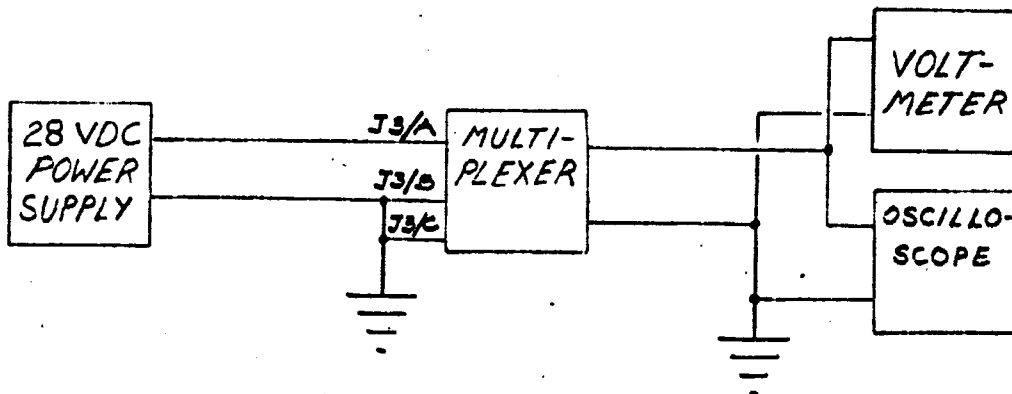 28 VDC
POWER
SUPPLY
J3/A
J3/B
J3/C
MULTI-
PLEXER
VOLT-
METER
OSCILLO-
SCOPE